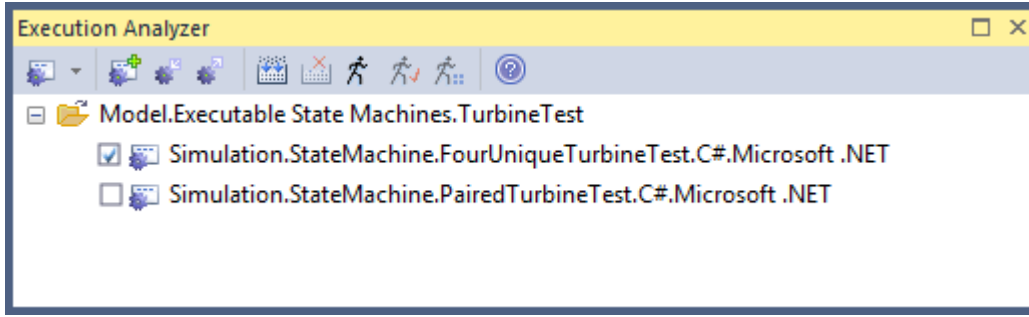 Execution Analyzer
Model.Executable State Machines.TurbineTest
Simulation.StateMachine.FourUniqueTurbineTest.C#.Microsoft .NET
Simulation.StateMachine.PairedTurbineTest.C#.Microsoft .NET